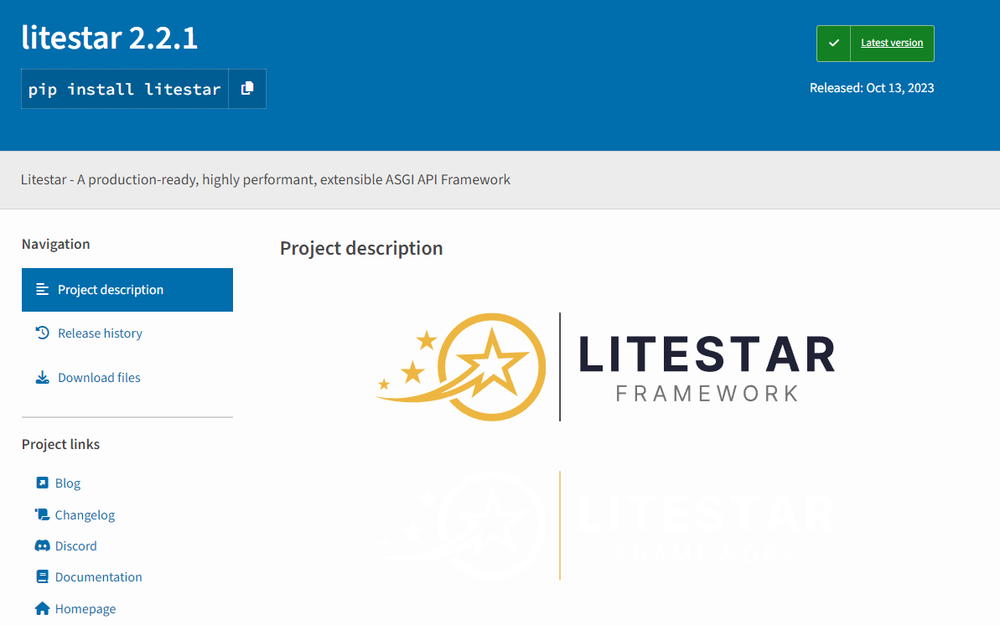 litestar 2.2.1
pip install litestar
Latest version
Released: Oct 13, 2023
Litestar - A production-ready, highly performant, extensible ASGI API Framework
Navigation
Project description
Release history
Download files
Project links
Blog
Changelog
Discord
Documentation
Homepage
Project description
LITESTAR
FRAMEWORK
LITESTAR
FRAMEWORK